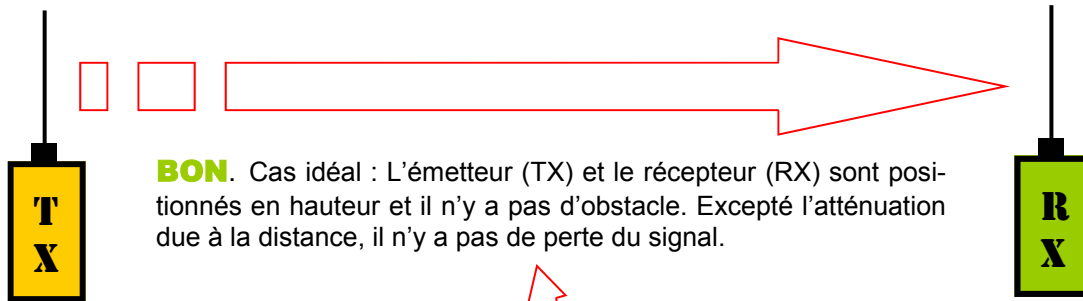 BON. Cas idéal : L'émetteur (TX) et le récepteur (RX) sont posi-
tionnés en hauteur et il n'y a pas d'obstacle. Excepté l'atténuation
due à la distance, il n'y a pas de perte du signal.
T
X
R
X